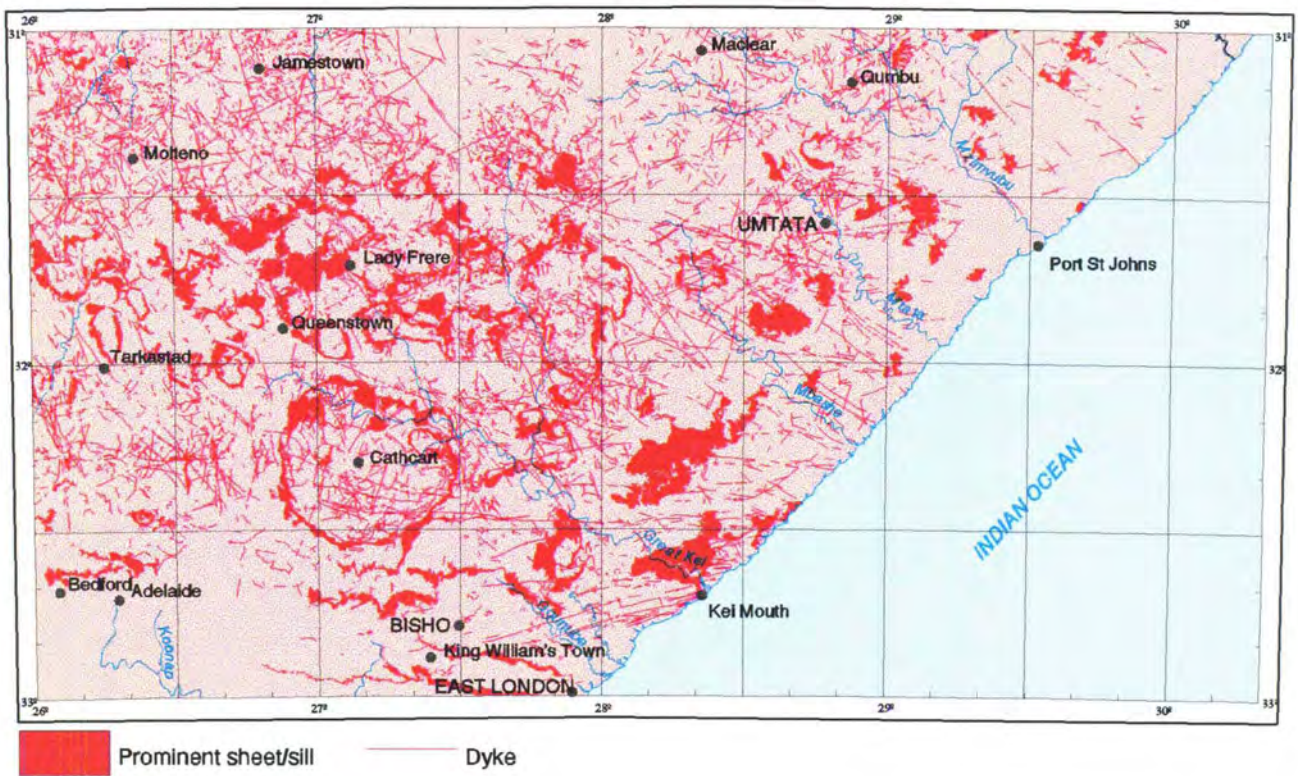 26° 27° 28° 29° 30°
31° 31°
Maclear
Jamestown
Qumbu
Molteno
Mzimvubu
UMTATA
Lady Frere
Port St Johns
Queenstown
Mtata
Tarkastad
32° 32°
Mbashe
Cathcart
INDIAN OCEAN
Great Kei
Bedford
Adelaide
Kei Mouth
BISHO
Koonap
King William's Town
EAST LONDON
33° 33°
26° 27° 28° 29° 30°
Prominent sheet/sill Dyke